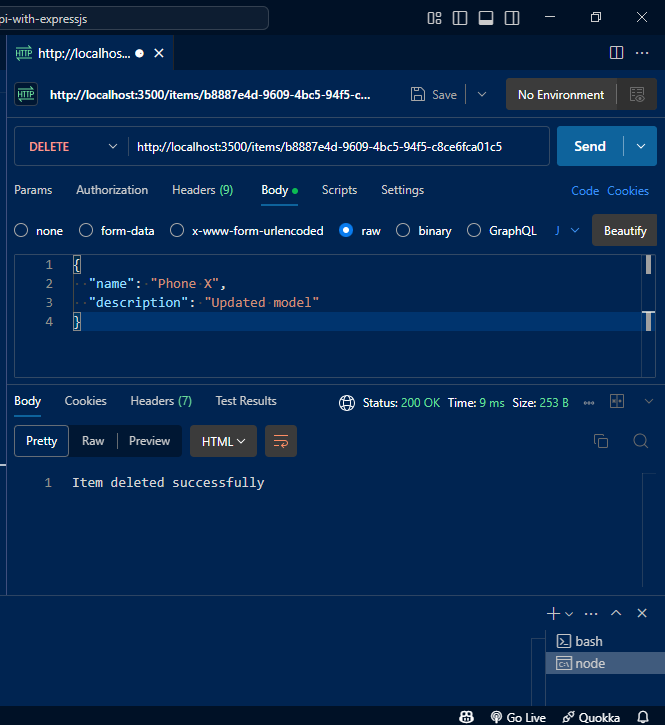 pi-with-expressjs
HTTP http://localhos...
HTTP http://localhost:3500/items/b8887e4d-9609-4bc5-94f5-c... Save No Environment
DELETE http://localhost:3500/items/b8887e4d-9609-4bc5-94f5-c8ce6fca01c5 Send
Params Authorization Headers (9) Body Scripts Settings Code Cookies
none form-data x-www-form-urlencoded raw binary GraphQL J Beautify
1 {
2 "name": "Phone X",
3 "description": "Updated model"
4 }
Body Cookies Headers (7) Test Results Status: 200 OK Time: 9 ms Size: 253 B
Pretty Raw Preview HTML
1 Item deleted successfully
bash
node
Go Live Quokka